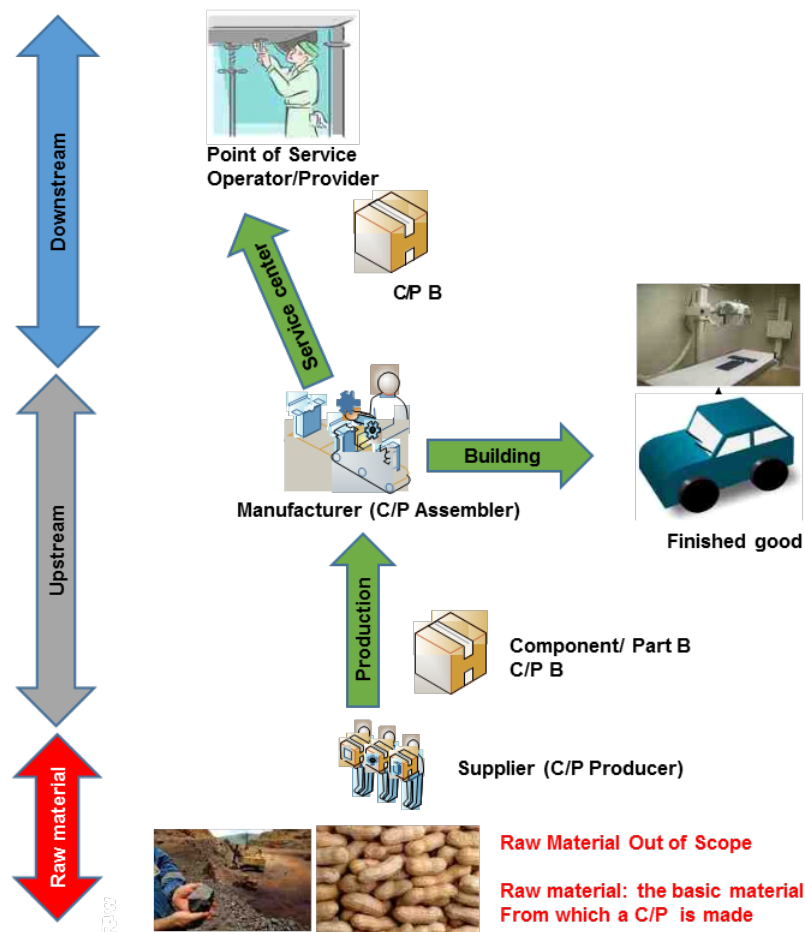 Downstream
Point of Service
Operator/Provider
Service center
C/P B
Building
Manufacturer (C/P Assembler)
Finished good
Upstream
Production
Component/ Part B
C/P B
Supplier (C/P Producer)
Raw material
Raw Material Out of Scope
Raw material: the basic material
From which a C/P is made